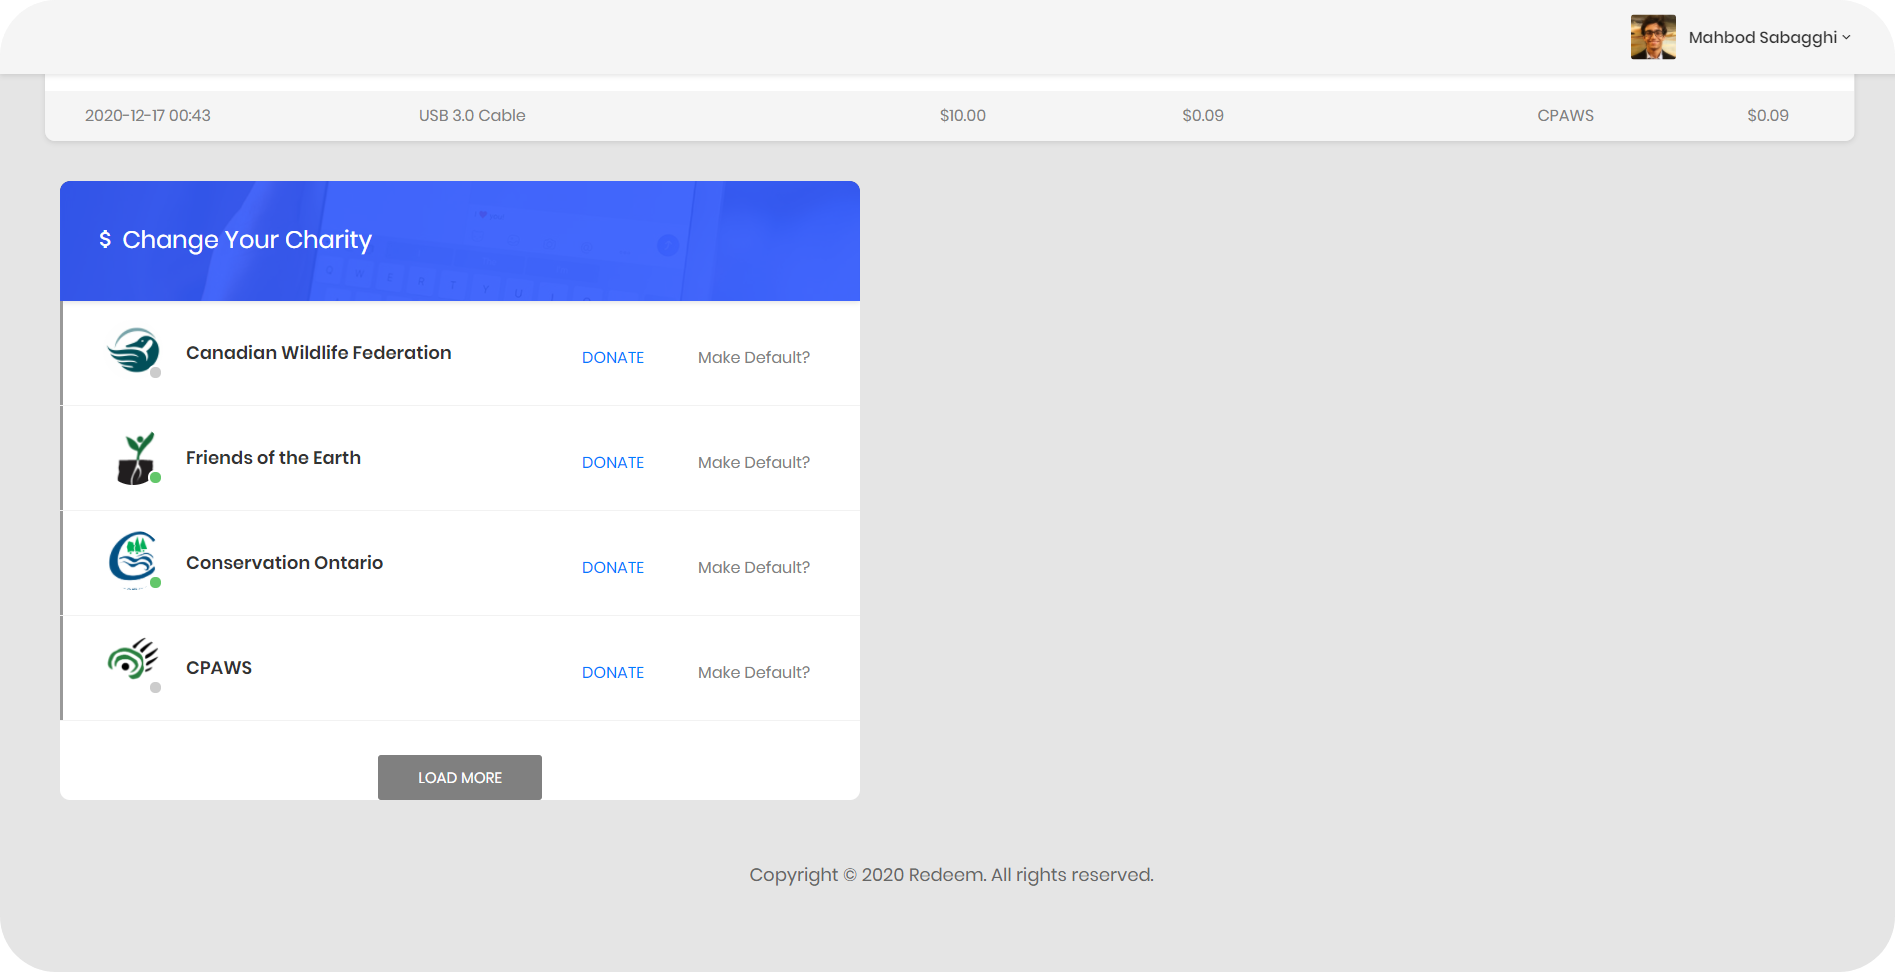 Mahbod Sabagghi
2020-12-17 00:43 USB 3.0 Cable $10.00 $0.09 CPAWS $0.09
$ Change Your Charity
Canadian Wildlife Federation DONATE Make Default?
Friends of the Earth DONATE Make Default?
Conservation Ontario DONATE Make Default?
CPAWS DONATE Make Default?
LOAD MORE
Copyright © 2020 Redeem. All rights reserved.